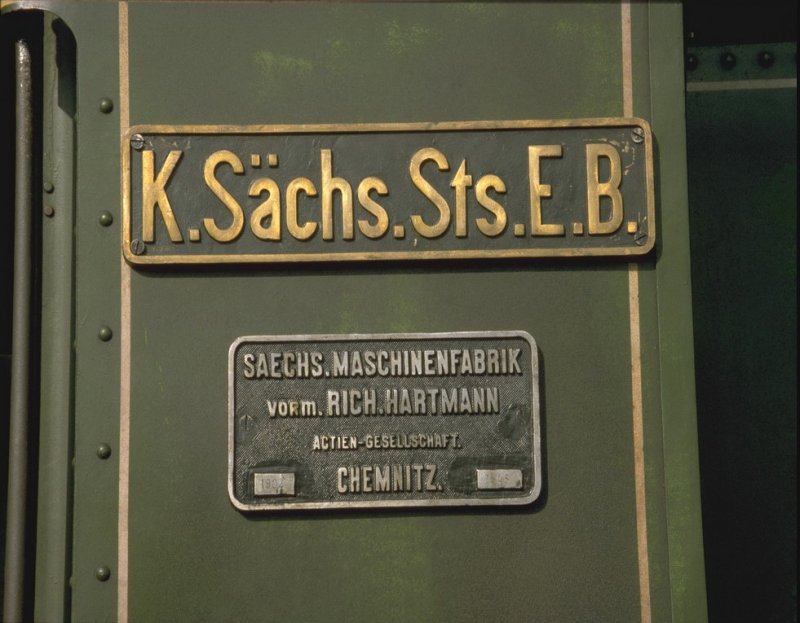 K.Sächs.Sts.E.B.
SAECHS.MASCHINENFABRIK
VORM. RICH.HARTMANN
ACTIEN-GESELLSCHAFT.
CHEMNITZ.